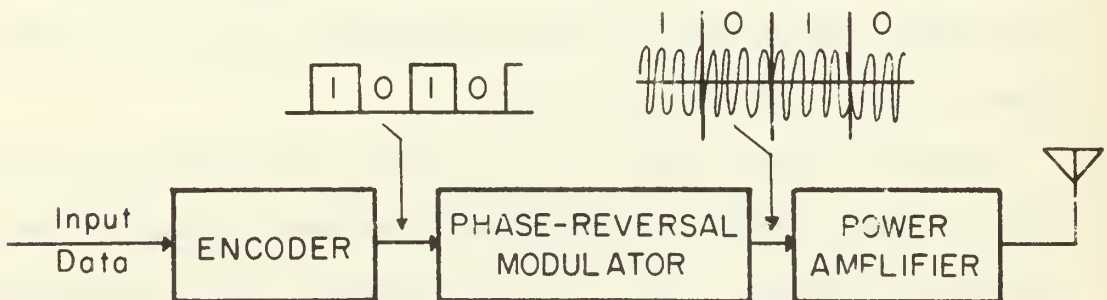 1 0 1 0
1 0 1 0
Input
Data
ENCODER
PHASE-REVERSAL
MODULATOR
POWER
AMPLIFIER